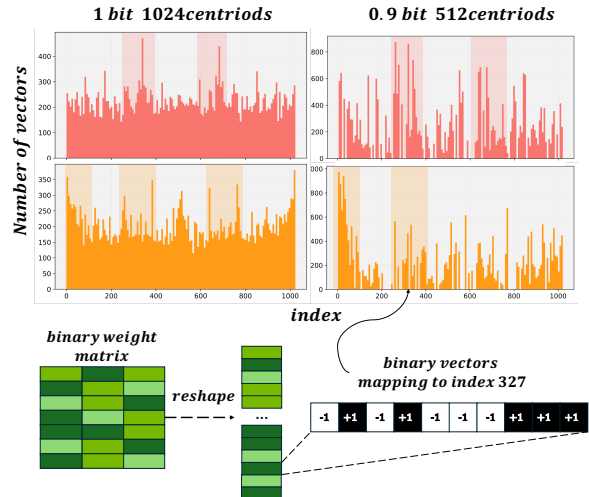 1 bit 1024centriods
0.9 bit 512centriods
Number of vectors
400
300
200
100
0
800
600
400
200
0
350
300
250
200
150
100
50
0
000
800
600
400
200
0
0 200 400 600 800 1000
0 200 400 600 800 1000
index
binary weight
matrix
reshape
...
binary vectors
mapping to index 327
-1 +1 -1 +1 -1 -1 -1 +1 +1 +1